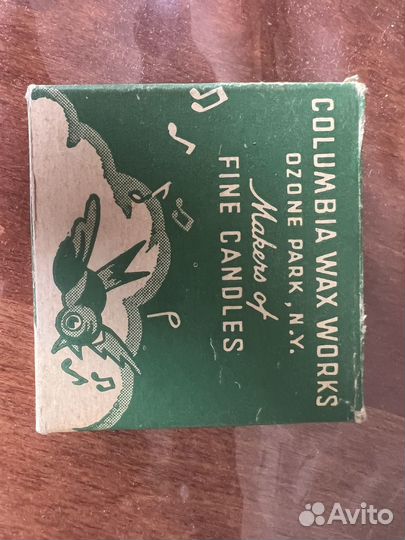 COLUMBIA WAX WORKS
OZONE PARK, N.Y.
Makers of
FINE CANDLES
Avito